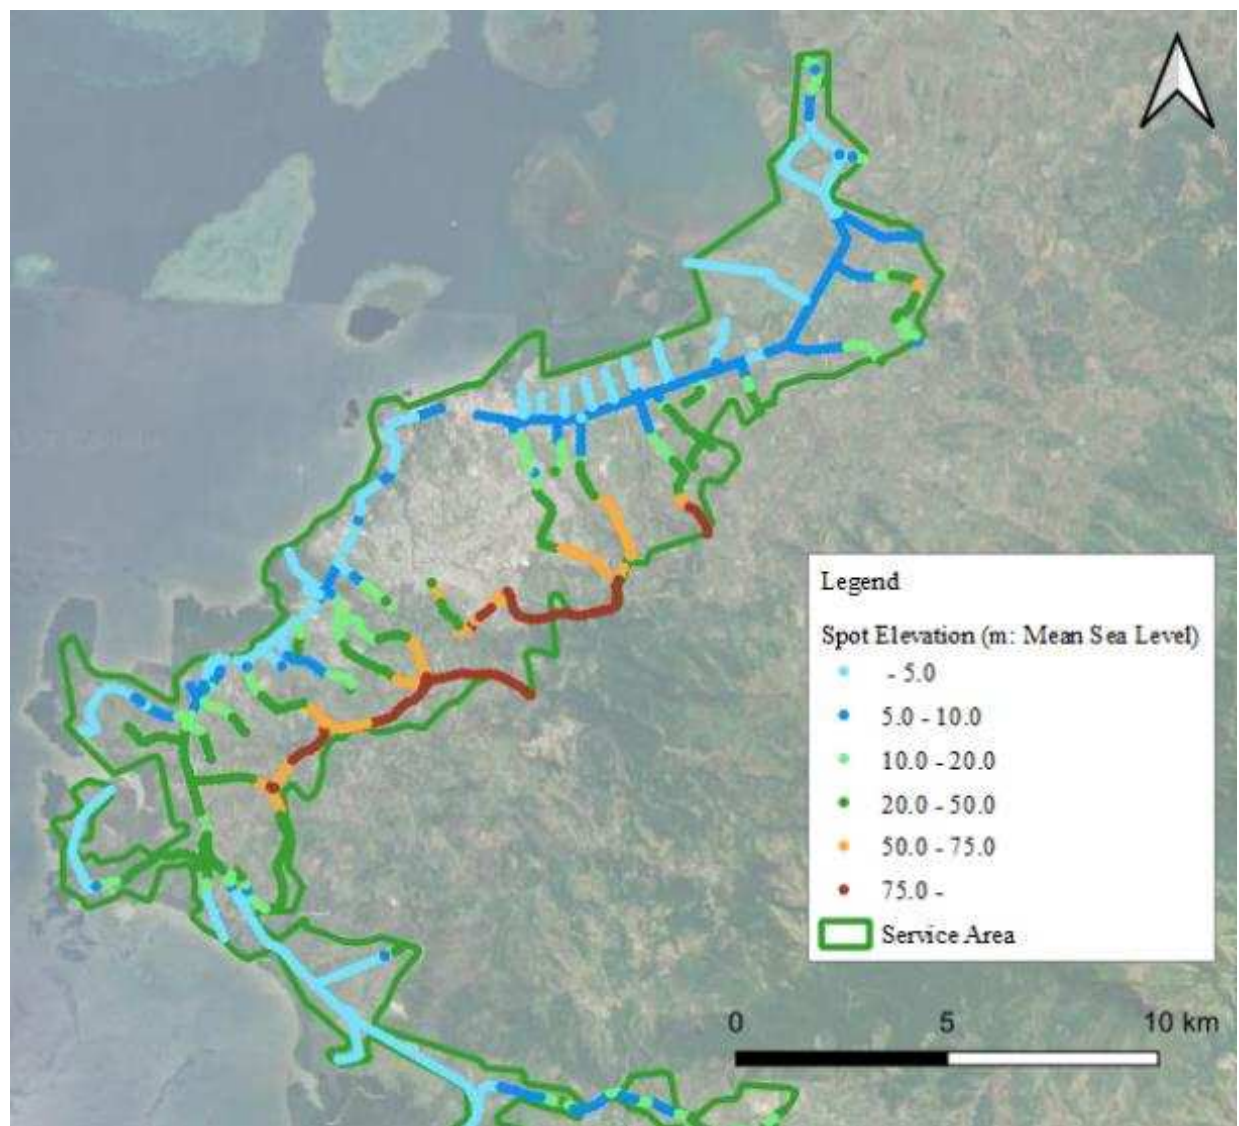 Legend
Spot Elevation (m: Mean Sea Level)
- 5.0
5.0 - 10.0
10.0 - 20.0
20.0 - 50.0
50.0 - 75.0
75.0 -
Service Area
0 5 10 km